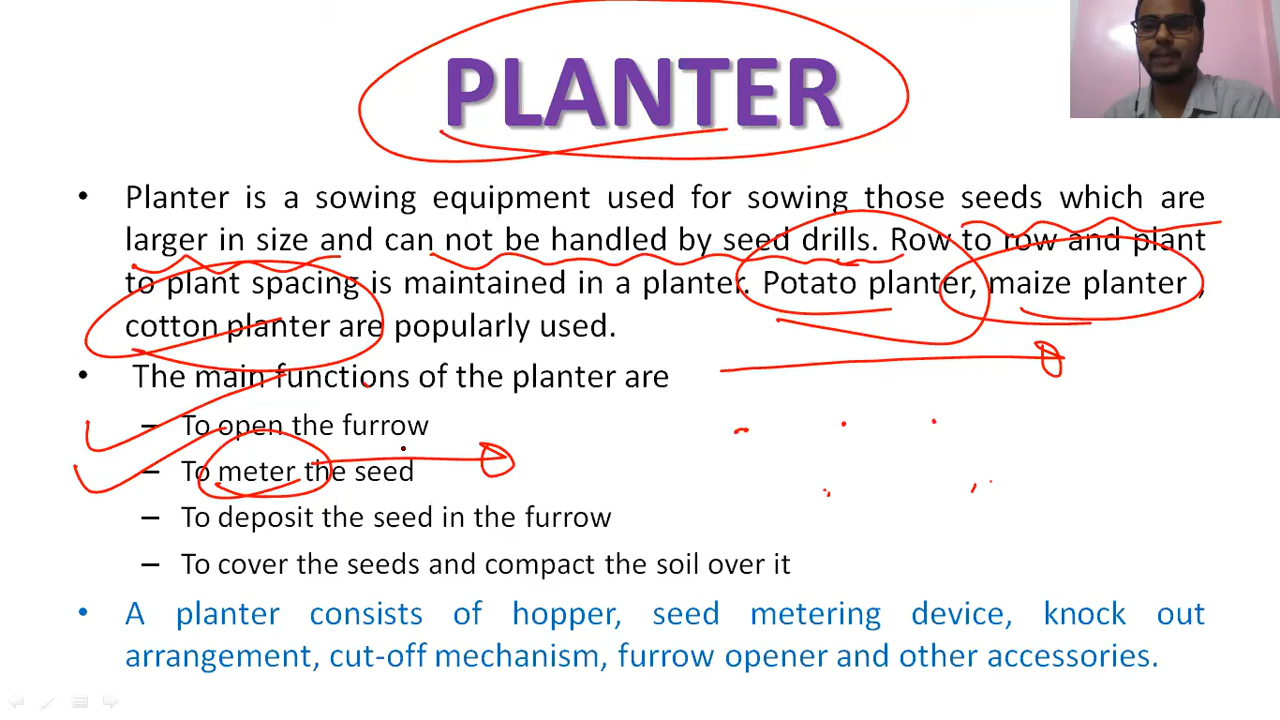 PLANTER
• Planter is a sowing equipment used for sowing those seeds which are
larger in size and can not be handled by seed drills. Row to row and plant
to plant spacing is maintained in a planter. Potato planter, maize planter ,
cotton planter are popularly used.
• The main functions of the planter are
– To open the furrow
– To meter the seed
– To deposit the seed in the furrow
– To cover the seeds and compact the soil over it
• A planter consists of hopper, seed metering device, knock out
arrangement, cut-off mechanism, furrow opener and other accessories.